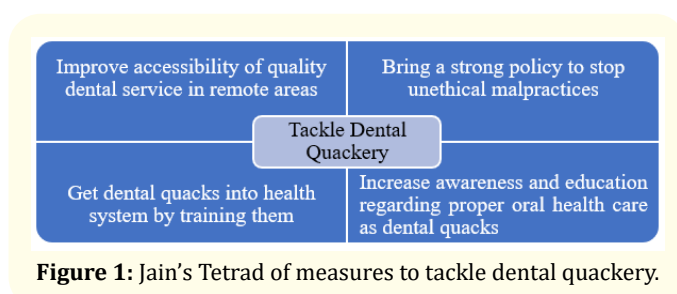 Improve accessibility of quality
dental service in remote areas
Bring a strong policy to stop
unethical malpractices
Tackle Dental
Quackery
Get dental quacks into health
system by training them
Increase awareness and education
regarding proper oral health care
as dental quacks
Figure 1: Jain’s Tetrad of measures to tackle dental quackery.